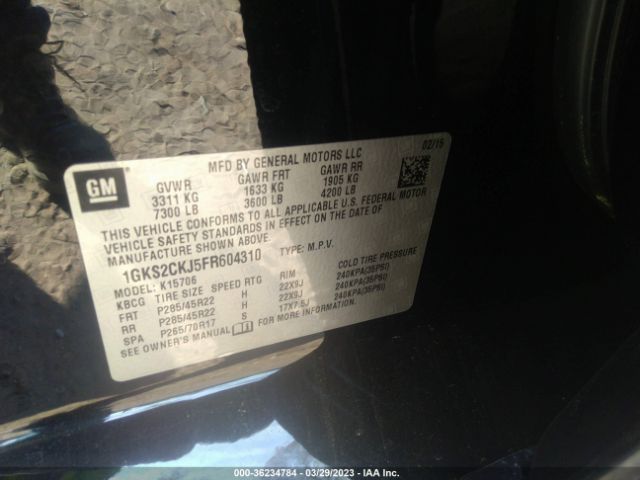 GM
MFD BY GENERAL MOTORS LLC
02/15
GVWR GAWR FRT GAWR RR
3311 KG 1633 KG 1905 KG
7300 LB 3600 LB 4200 LB
THIS VEHICLE CONFORMS TO ALL APPLICABLE U.S. FEDERAL MOTOR
VEHICLE SAFETY STANDARDS IN EFFECT ON THE DATE OF
MANUFACTURE SHOWN ABOVE.
1GKS2CKJ5FR604310 TYPE: M.P.V.
MODEL: K15706
KBCG TIRE SIZE SPEED RTG RIM COLD TIRE PRESSURE
FRT P285/45R22 H 22X9J 240KPA(35PSI)
RR P285/45R22 H 22X9J 240KPA(35PSI)
SPA P265/70R17 S 17X7.5J 240KPA(35PSI)
SEE OWNER'S MANUAL FOR MORE INFORMATION.
000-36234784 — 03/29/2023 — IAA Inc.